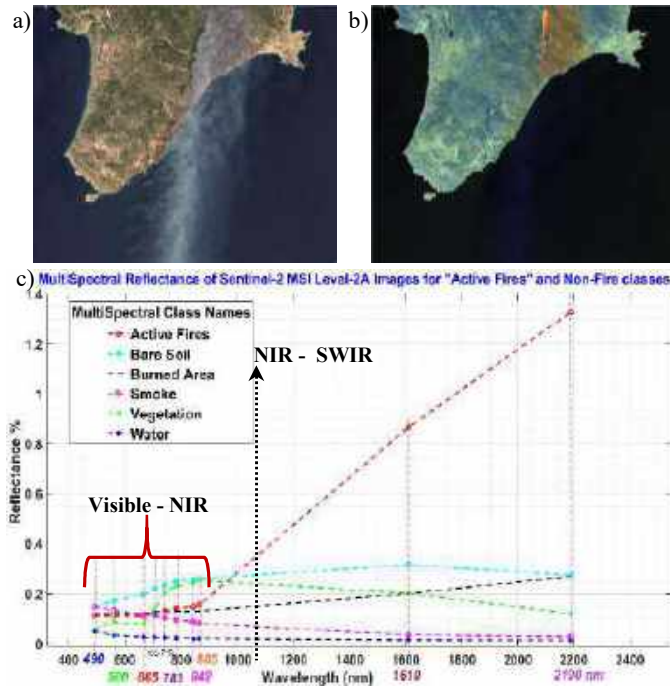 a)
b)
c)
MultiSpectral Reflectance of Sentinel-2 MSI Level-2A Images for "Active Fires" and Non-Fire classes
1.4
1.2
1
0.8
0.6
0.4
0.2
0
Reflectance %
MultiSpectral Class Names
Active Fires
Bare Soil
Burned Area
Smoke
Vegetation
Water
NIR - SWIR
Visible - NIR
400 600 800 1000 1200 1400 1600 1800 2000 2200 2400
490 1610 2190 nm
665 783
Wavelength (nm)